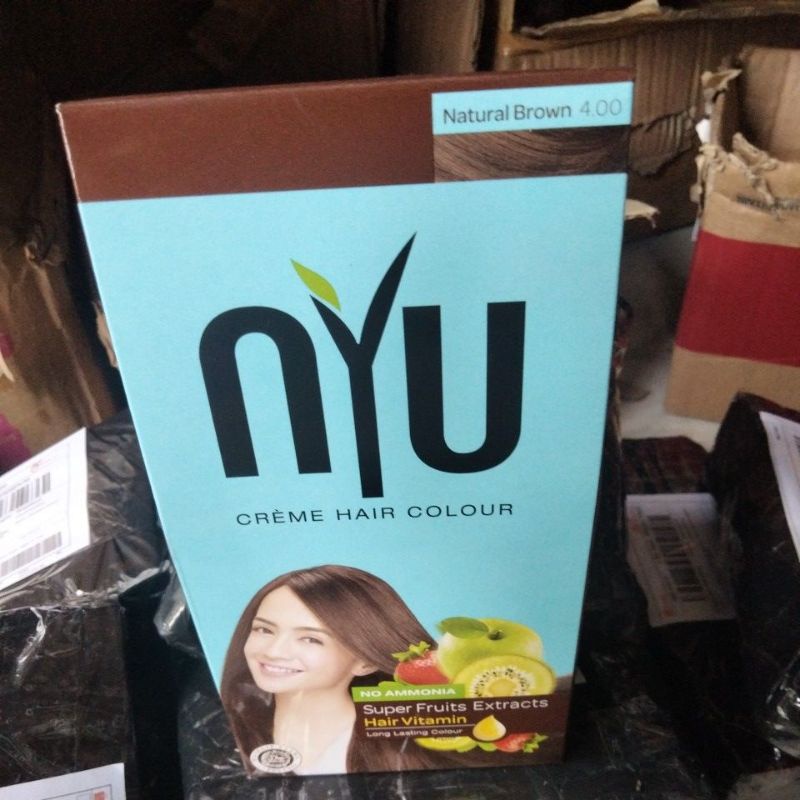 Natural Brown 4.00
nYU
CRÈME HAIR COLOUR
NO AMMONIA
Super Fruits Extracts
Hair Vitamin
Long Lasting Colour